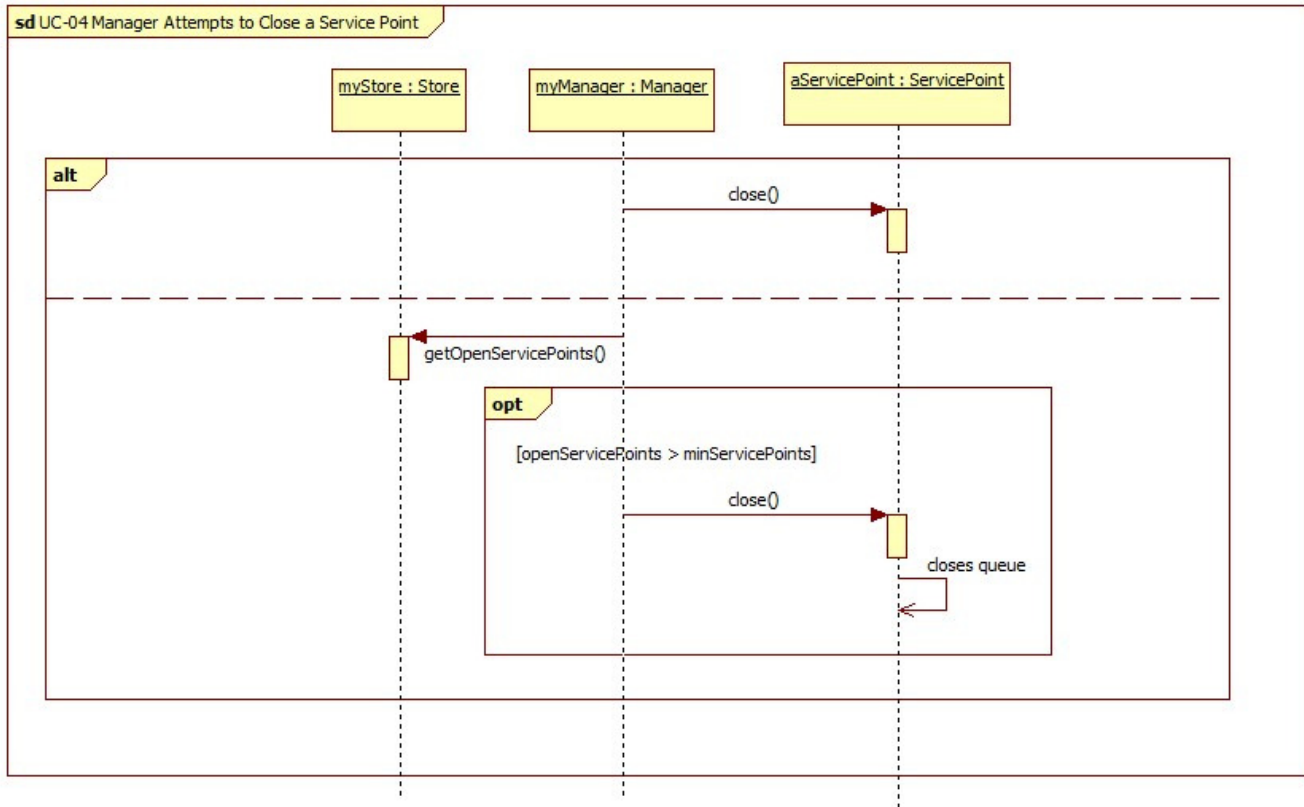 sd UC-04 Manager Attempts to Close a Service Point
myStore : Store
myManager : Manager
aServicePoint : ServicePoint
alt
close()
getOpenServicePoints()
opt
[openServicePoints > minServicePoints]
close()
closes queue